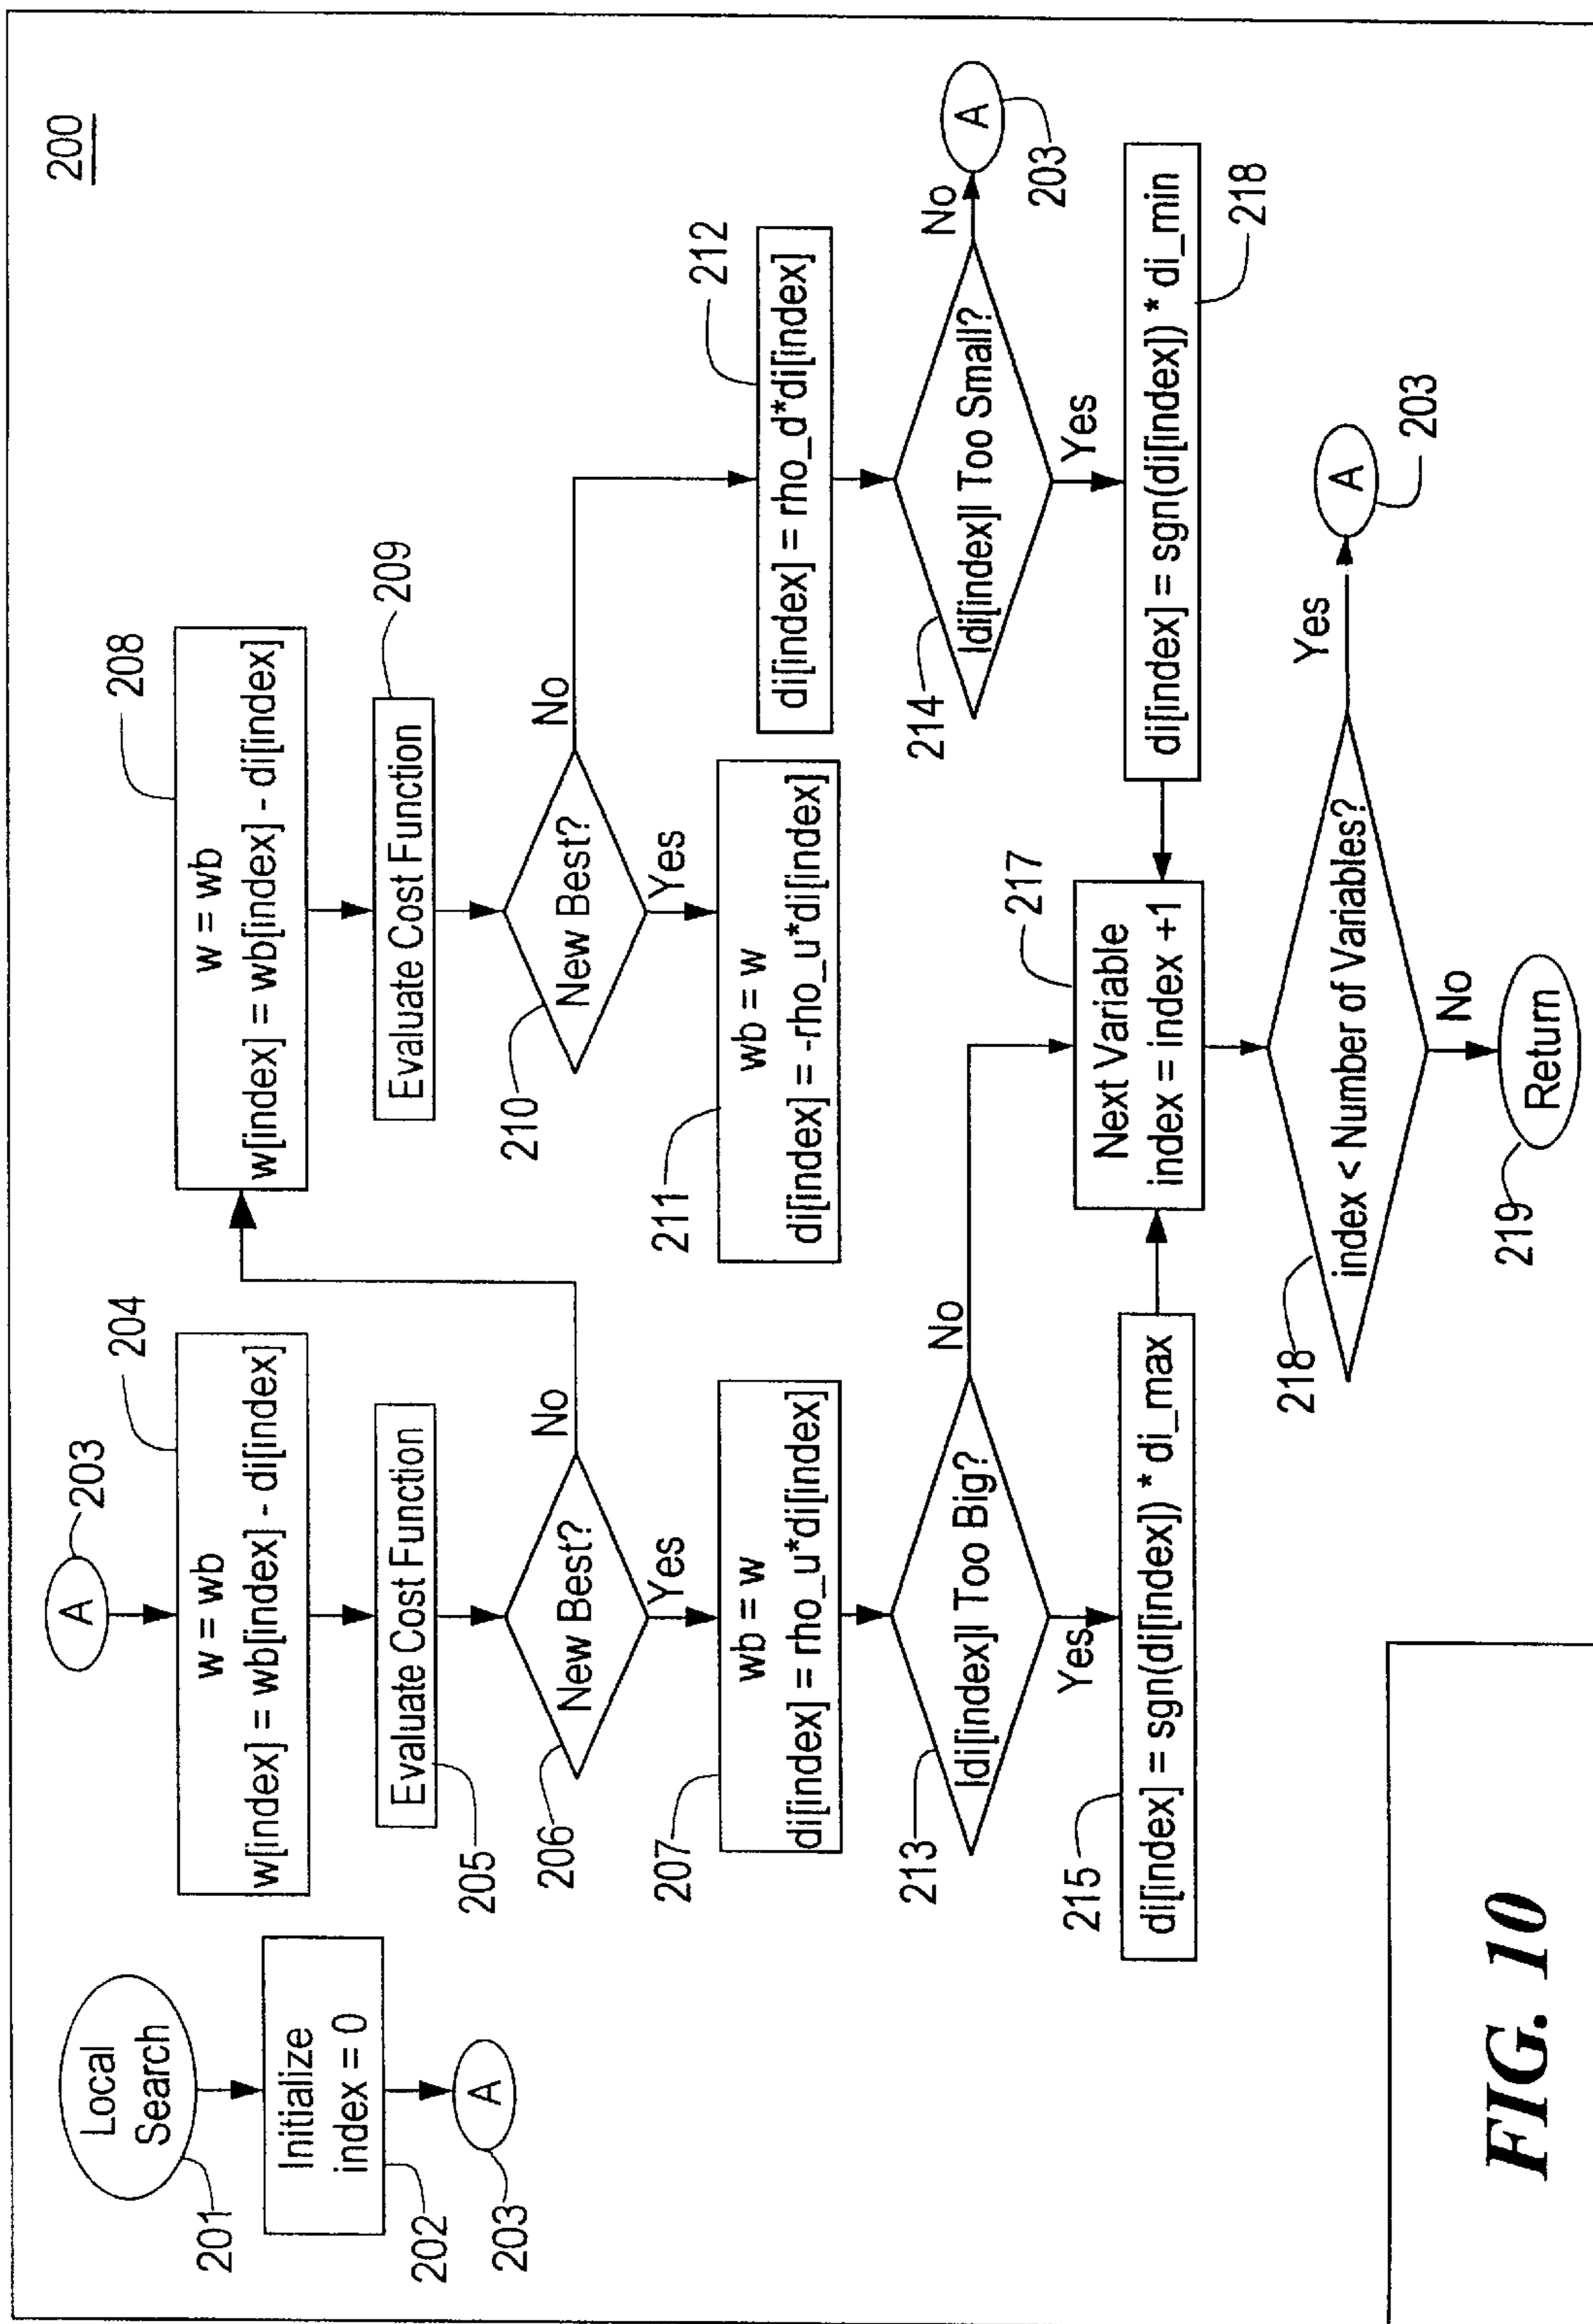 200
Local
Search
201
Initialize
index = 0
202
A
203
A
203
w = wb
w[index] = wb[index] - di[index]
204
Evaluate Cost Function
205
New Best?
206
No
Yes
wb = w
di[index] = rho_u*di[index]
207
|di[index]| Too Big?
213
No
Yes
di[index] = sgn(di[index]) * di_max
215
w = wb
w[index] = wb[index] - di[index]
208
Evaluate Cost Function
209
New Best?
210
No
Yes
wb = w
di[index] = -rho_u*di[index]
211
di[index] = rho_d*di[index]
212
|di[index]| Too Small?
214
No
A
203
Yes
di[index] = sgn(di[index]) * di_min
218
Next Variable
index = index +1
217
index < Number of Variables?
218
Yes
A
203
No
Return
219
FIG. 10